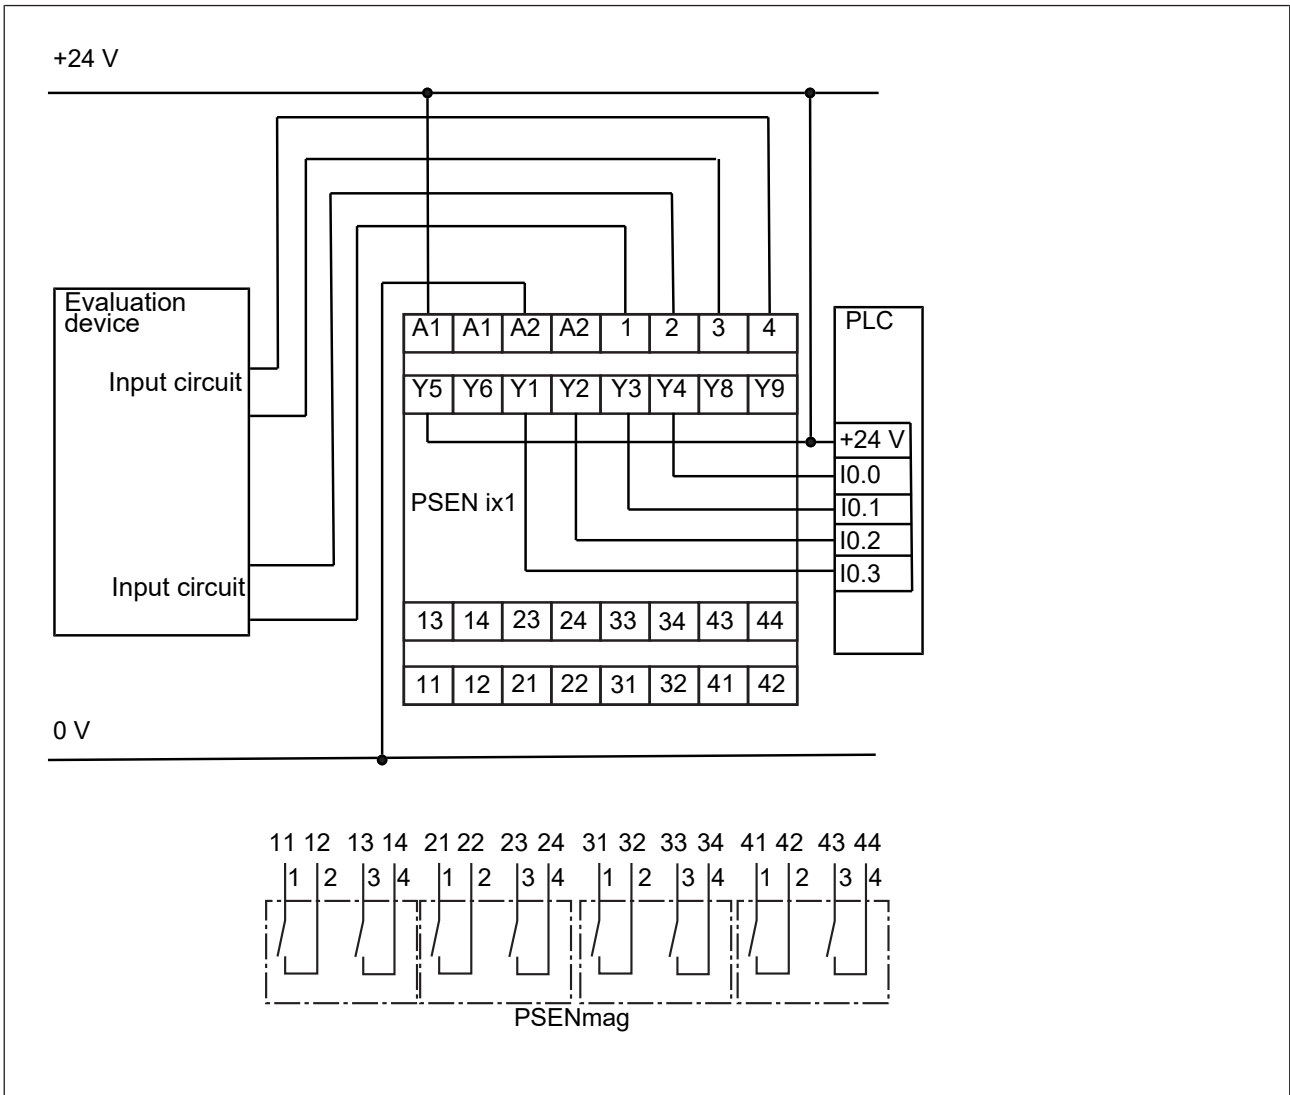 +24 V
Evaluation
device
Input circuit
Input circuit
A1 A1 A2 A2 1 2 3 4
Y5 Y6 Y1 Y2 Y3 Y4 Y8 Y9
PSEN ix1
13 14 23 24 33 34 43 44
11 12 21 22 31 32 41 42
PLC
+24 V
I0.0
I0.1
I0.2
I0.3
0 V
11 12 13 14 21 22 23 24 31 32 33 34 41 42 43 44
1 2 3 4 1 2 3 4 1 2 3 4 1 2 3 4
PSENmag